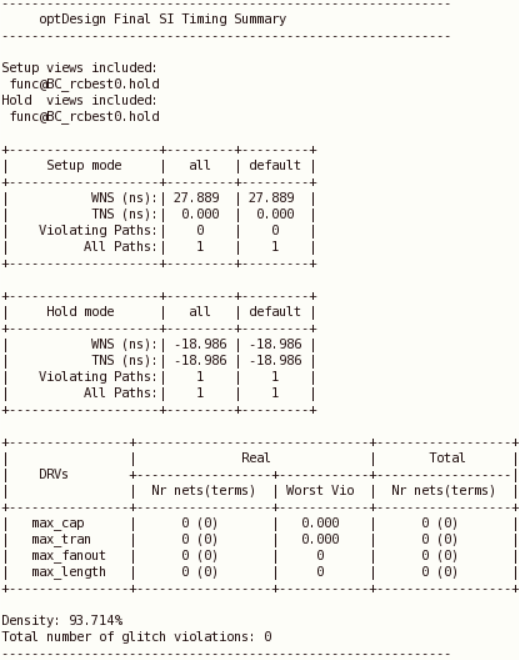 ------------------------------------------------------------
optDesign Final SI Timing Summary
------------------------------------------------------------
Setup views included:
func@BC_rcbest0.hold
Hold  views included:
func@BC_rcbest0.hold
+--------------------+---------+---------+
|     Setup mode     |   all   | default |
+--------------------+---------+---------+
|           WNS (ns):| 27.889  | 27.889  |
|           TNS (ns):|  0.000  |  0.000  |
|    Violating Paths:|    0    |    0    |
|          All Paths:|    1    |    1    |
+--------------------+---------+---------+
+--------------------+---------+---------+
|     Hold mode      |   all   | default |
+--------------------+---------+---------+
|           WNS (ns):| -18.986 | -18.986 |
|           TNS (ns):| -18.986 | -18.986 |
|    Violating Paths:|    1    |    1    |
|          All Paths:|    1    |    1    |
+--------------------+---------+---------+
+----------------+-------------------------------+------------------+
|                |              Real             |       Total      |
|    DRVs        +------------------+------------+------------------|
|                |  Nr nets(terms)  | Worst Vio  |  Nr nets(terms)  |
+----------------+------------------+------------+------------------+
|   max_cap      |      0 (0)       |   0.000    |      0 (0)       |
|   max_tran     |      0 (0)       |   0.000    |      0 (0)       |
|   max_fanout   |      0 (0)       |     0      |      0 (0)       |
|   max_length   |      0 (0)       |     0      |      0 (0)       |
+----------------+------------------+------------+------------------+
Density: 93.714%
Total number of glitch violations: 0
------------------------------------------------------------